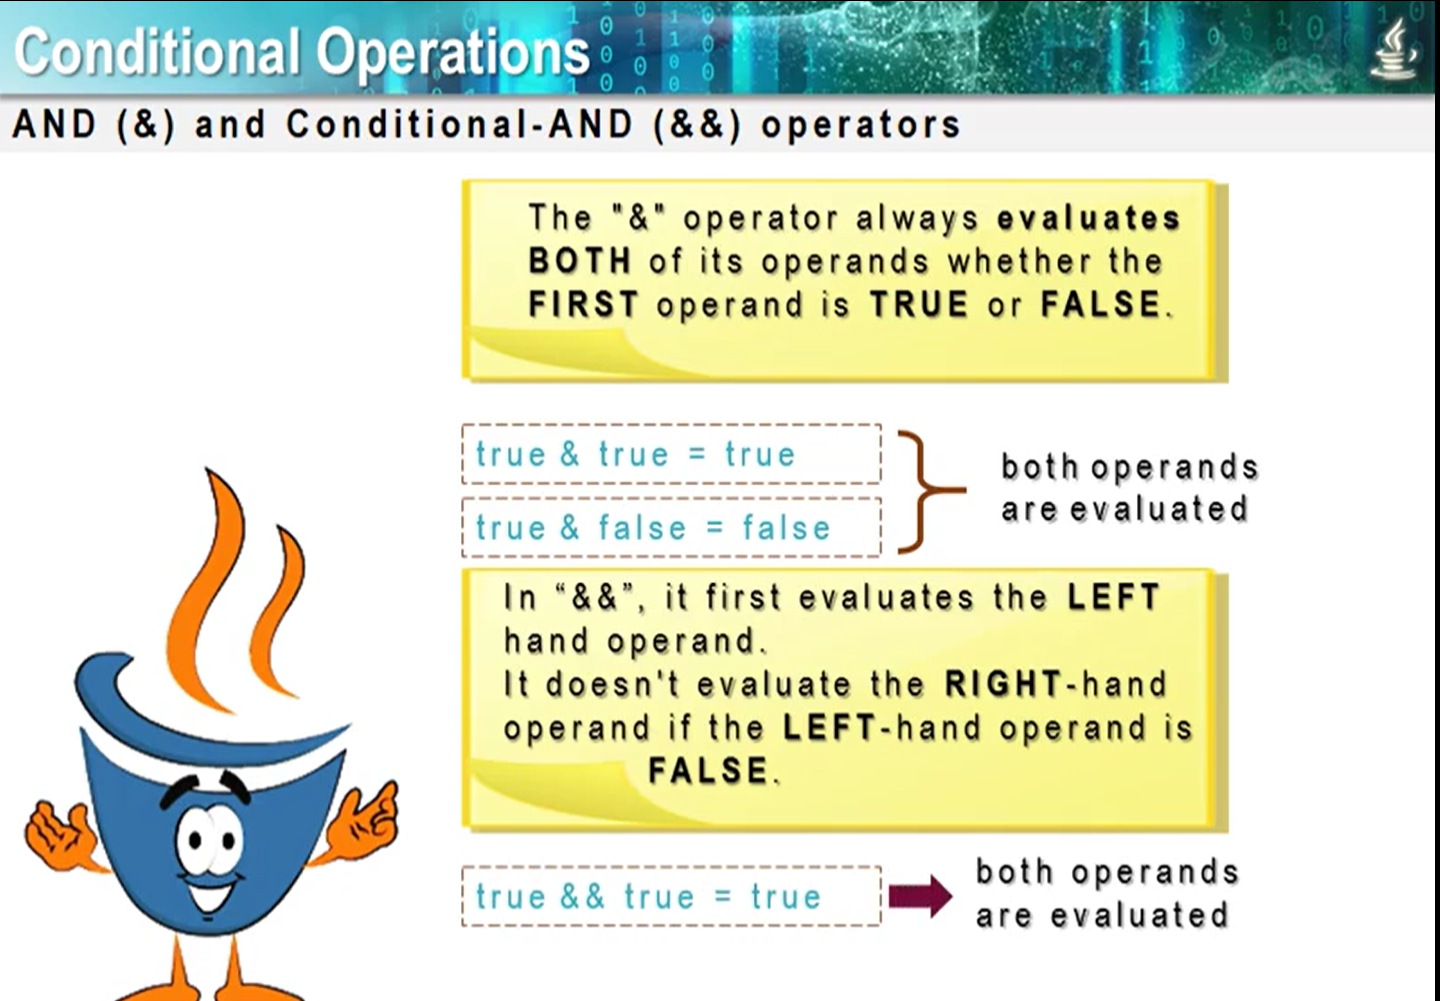 Conditional Operations
AND (&) and Conditional-AND (&&) operators
The "&" operator always evaluates
BOTH of its operands whether the
FIRST operand is TRUE or FALSE.
true & true = true
true & false = false
both operands
are evaluated
In “&&”, it first evaluates the LEFT
hand operand.
It doesn't evaluate the RIGHT-hand
operand if the LEFT-hand operand is
FALSE.
true && true = true
both operands
are evaluated